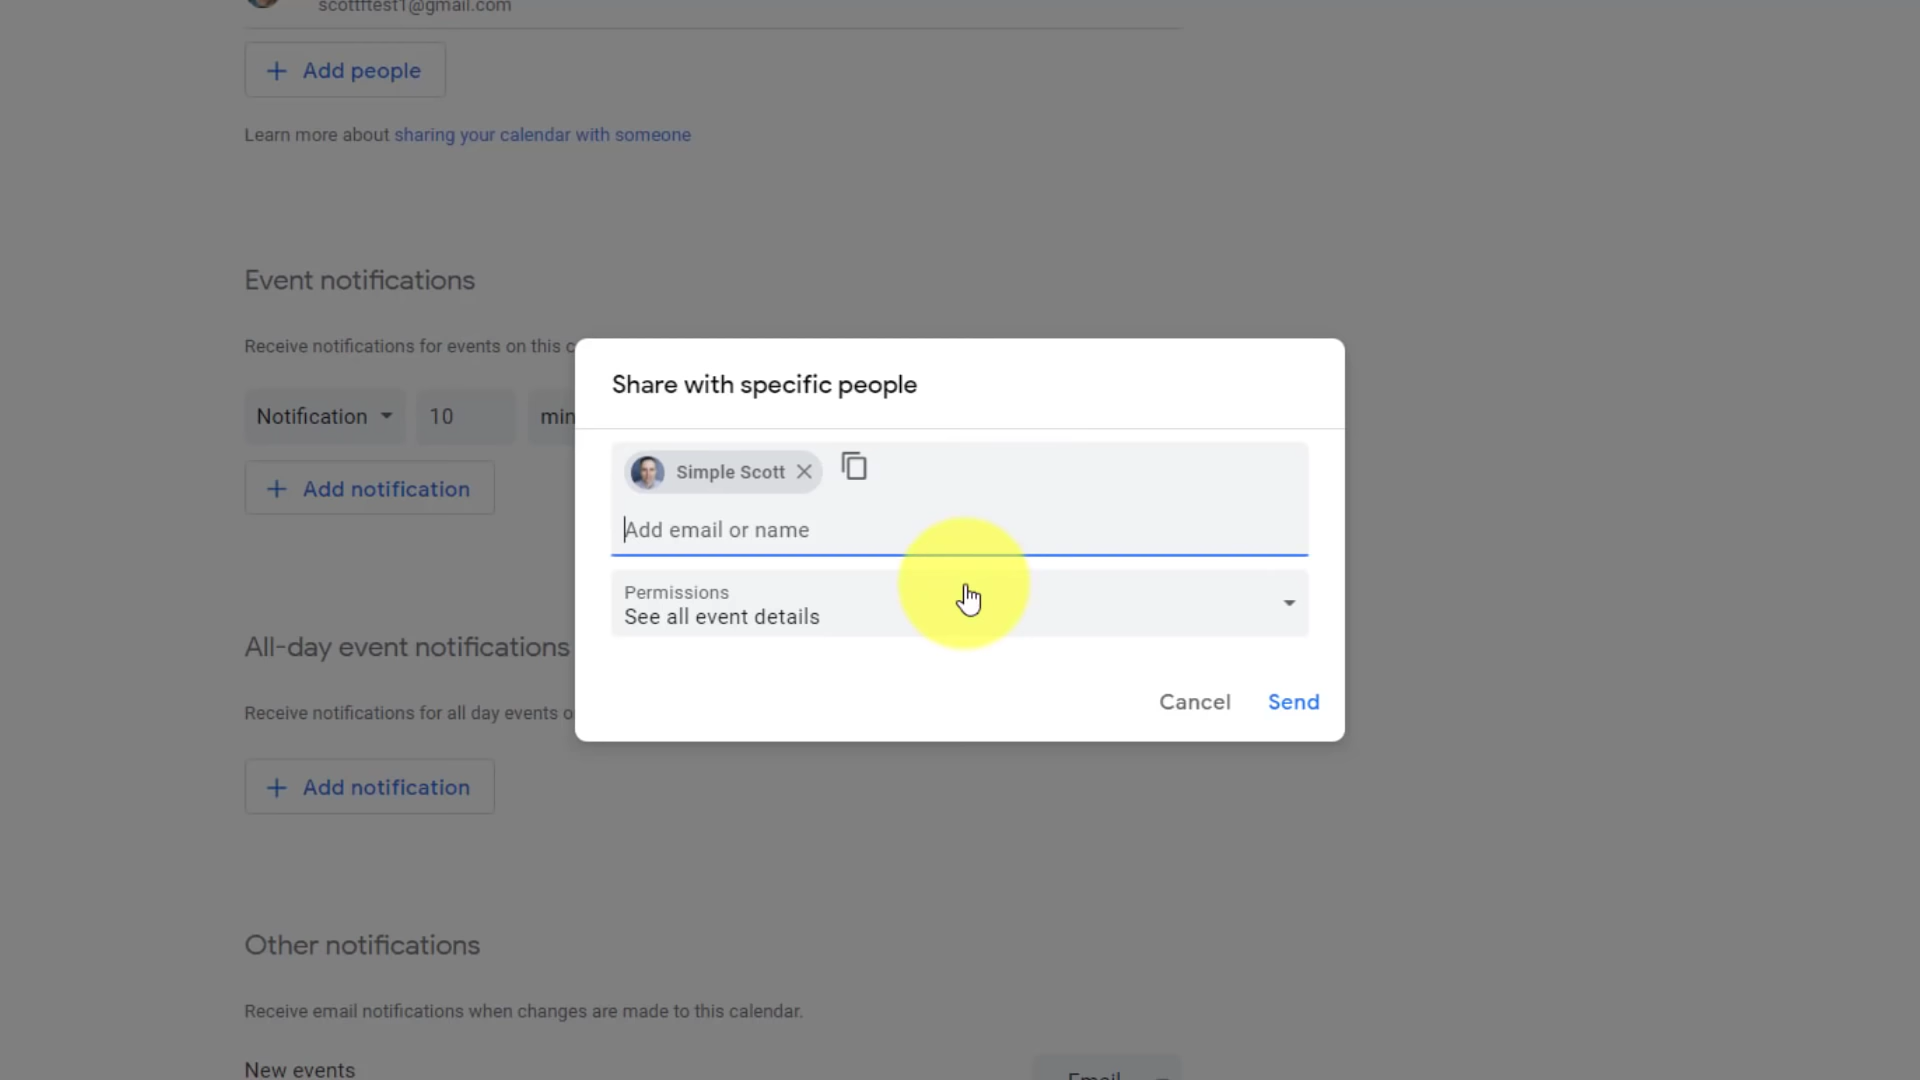 scottftest1@gmail.com
Add people
Learn more about sharing your calendar with someone
Event notifications
Receive notifications for events on this c
Notification 10 min
Add notification
All-day event notifications
Receive notifications for all day events o
Add notification
Other notifications
Receive email notifications when changes are made to this calendar.
New events Email
Share with specific people
Simple Scott
Add email or name
Permissions
See all event details
Cancel Send